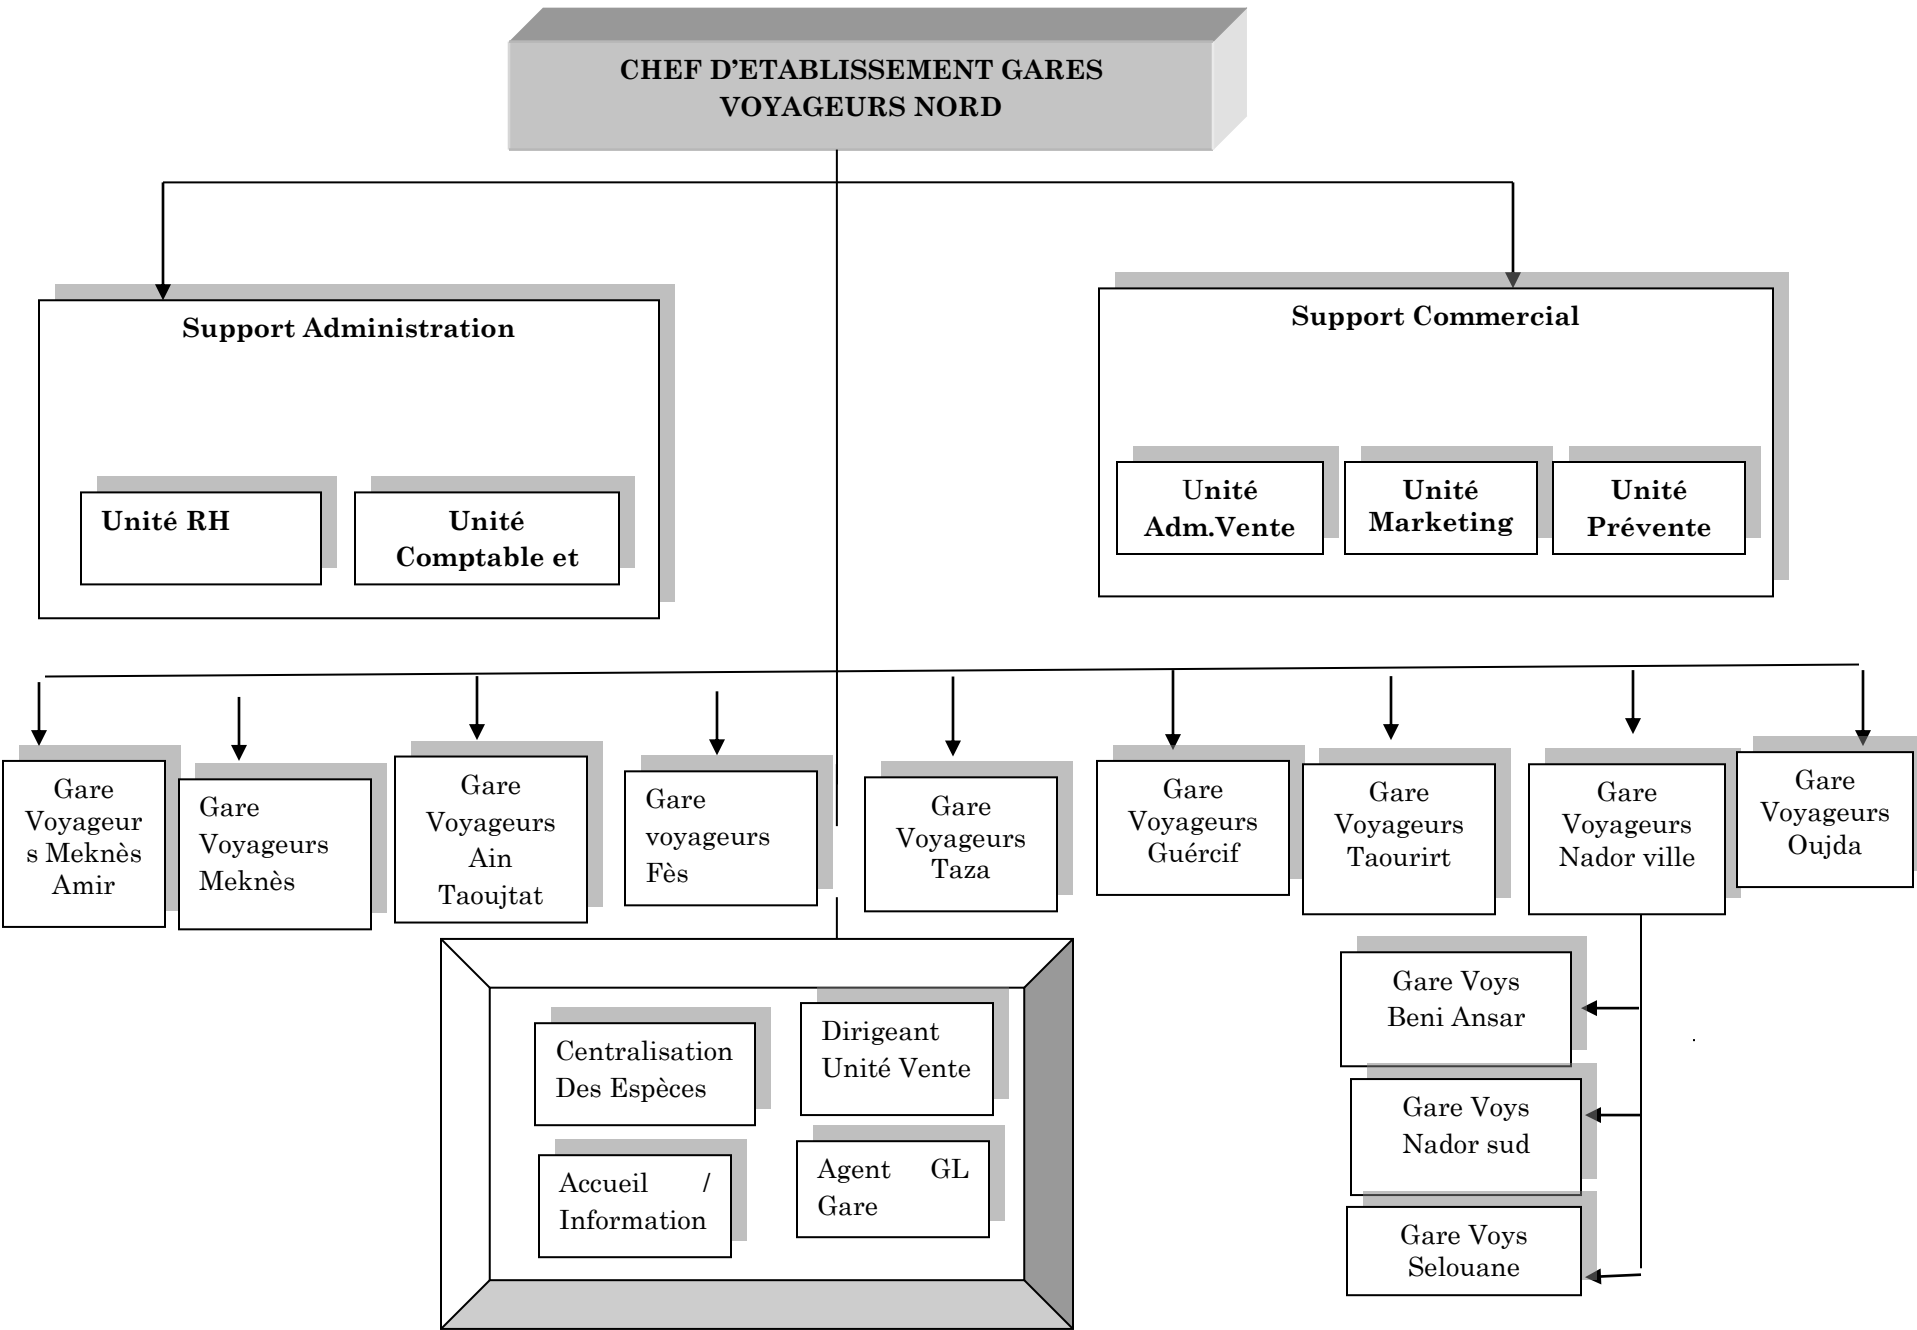 CHEF D’ETABLISSEMENT GARES
VOYAGEURS NORD
Support Administration
Unité RH
Unité
Comptable et
Support Commercial
Unité
Adm.Vente
Unité
Marketing
Unité
Prévente
Gare
Voyageur
s Meknès
Amir
Gare
Voyageurs
Meknès
Gare
Voyageurs
Ain
Taoujtat
Gare
voyageurs
Fès
Gare
Voyageurs
Taza
Gare
Voyageurs
Guércif
Gare
Voyageurs
Taourirt
Gare
Voyageurs
Nador ville
Gare
Voyageurs
Oujda
Centralisation
Des Espèces
Dirigeant
Unité Vente
Accueil /
Information
Agent GL
Gare
Gare Voys
Beni Ansar
Gare Voys
Nador sud
Gare Voys
Selouane